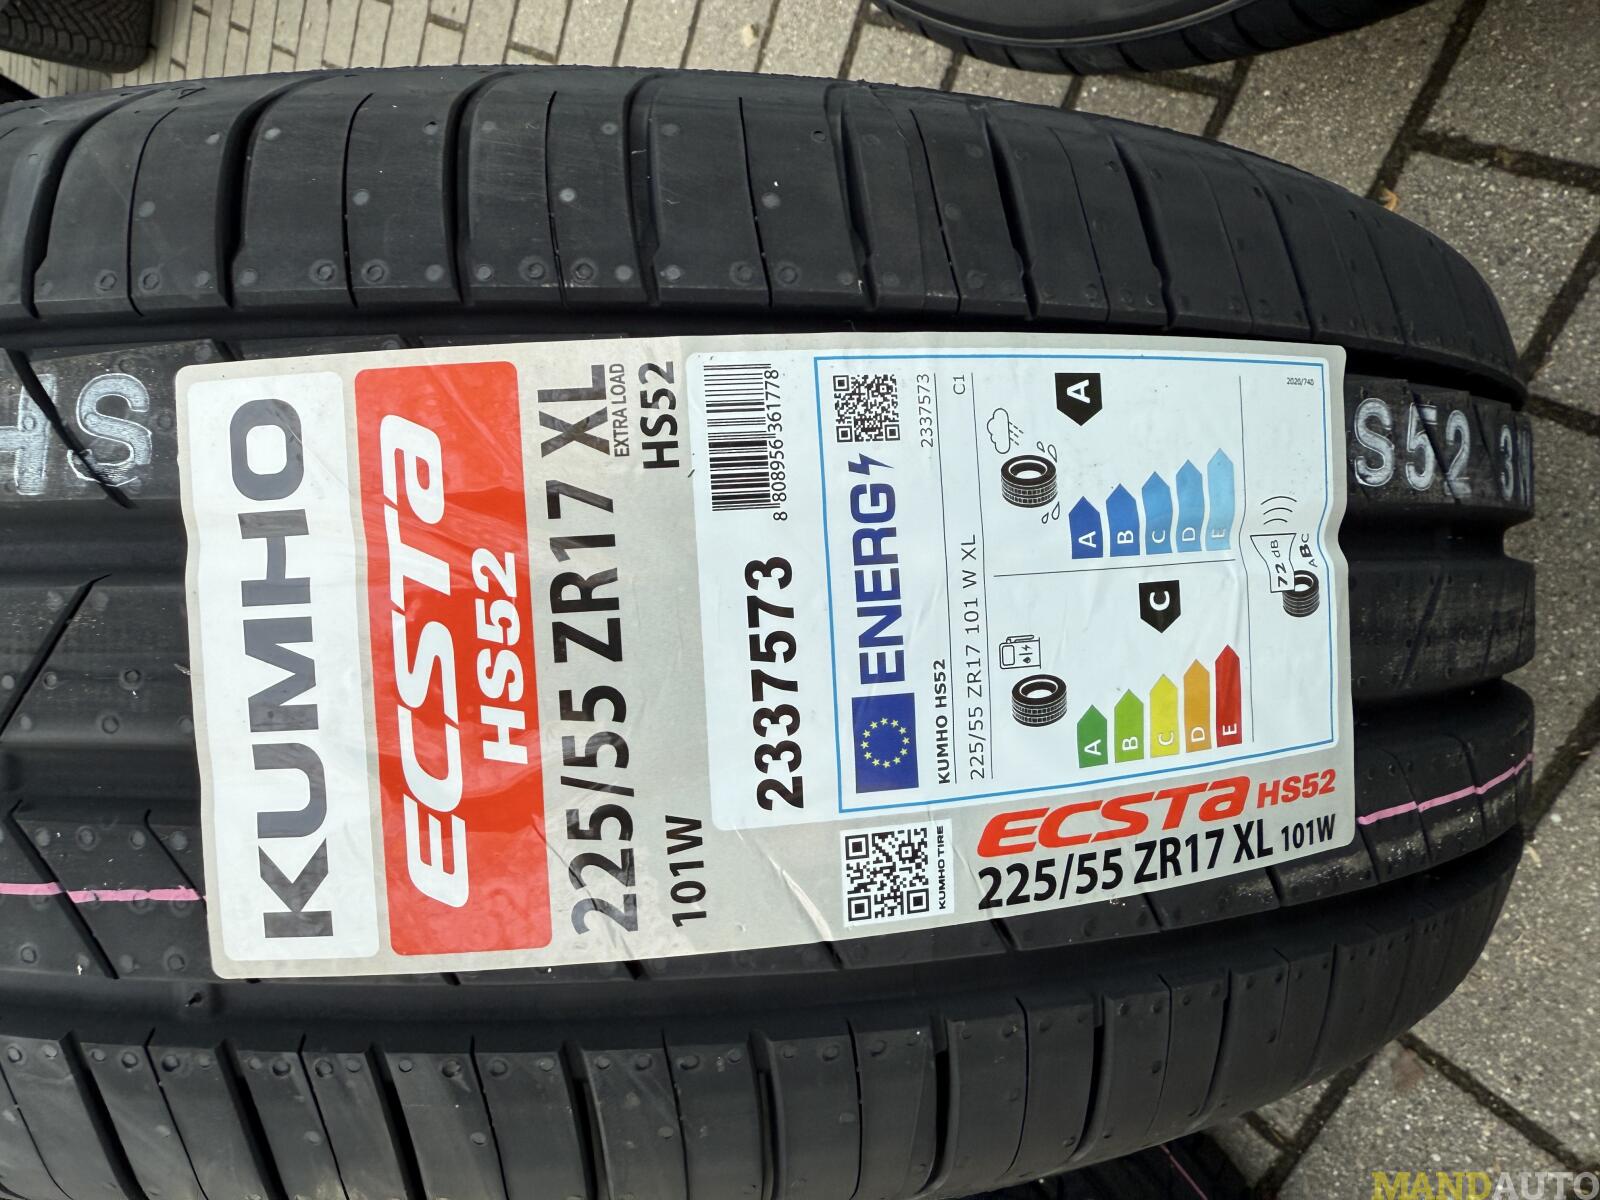 KUMHO
ECSTA
HS52
225/55 ZR17 XL
EXTRA LOAD
101W
HS52
8 808956 361778
2337573
ENERG
KUMHO HS52
2337573
225/55 ZR17 101 W XL
C1
A
A
B
C
D
E
C
A
B
C
D
E
72 dB
A B C
2020/740
KUMHO TIRE
ECSTA HS52
225/55 ZR17 XL 101W
HS
S52
MANDAUTO